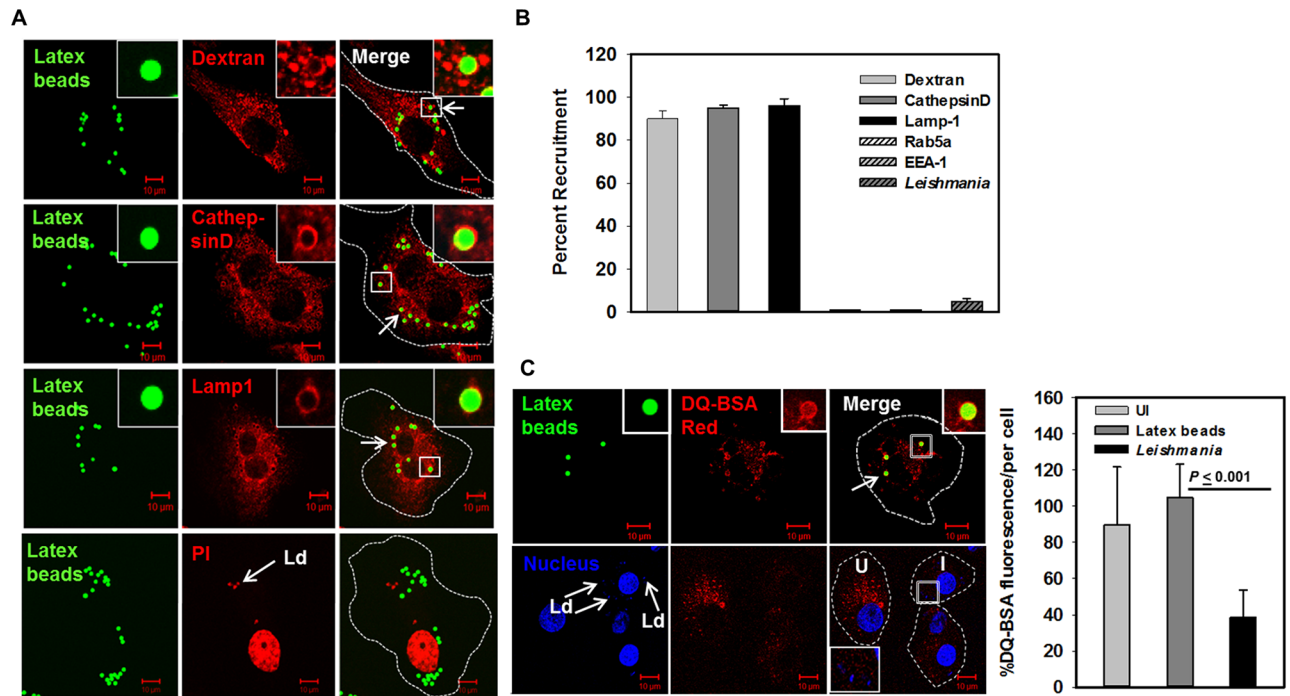 A
Latex
beads
Dextran
Merge
10 µm
10 µm
10 µm
Latex
beads
Cathep-
sinD
10 µm
10 µm
10 µm
Latex
beads
Lamp1
10 µm
10 µm
10 µm
Latex
beads
PI
Ld
10 µm
10 µm
10 µm
B
Percent Recruitment
120
100
80
60
40
20
0
Dextran
CathepsinD
Lamp-1
Rab5a
EEA-1
Leishmania
C
Latex
beads
DQ-BSA
Red
Merge
10 µm
10 µm
10 µm
Nucleus
Ld
Ld
U
I
10 µm
10 µm
10 µm
%DQ-BSA fluorescence/per cell
160
140
120
100
80
60
40
20
0
UI
Latex beads
Leishmania
P ≤ 0.001